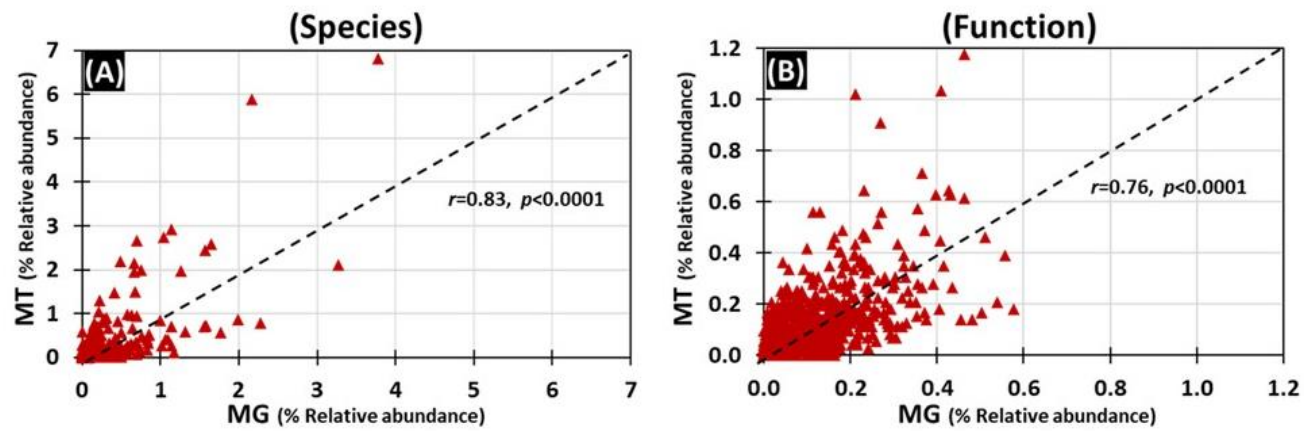 (Species)
(A)
7
6
5
4
3
2
1
0
MT (% Relative abundance)
r=0.83, p<0.0001
0 1 2 3 4 5 6 7
MG (% Relative abundance)
(Function)
(B)
1.2
1.0
0.8
0.6
0.4
0.2
0.0
MT (% Relative abundance)
r=0.76, p<0.0001
0.0 0.2 0.4 0.6 0.8 1.0 1.2
MG (% Relative abundance)